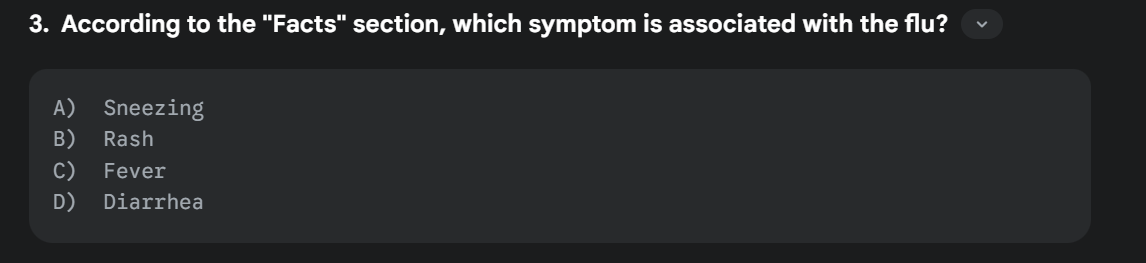 3. According to the "Facts" section, which symptom is associated with the flu?
A) Sneezing
B) Rash
C) Fever
D) Diarrhea